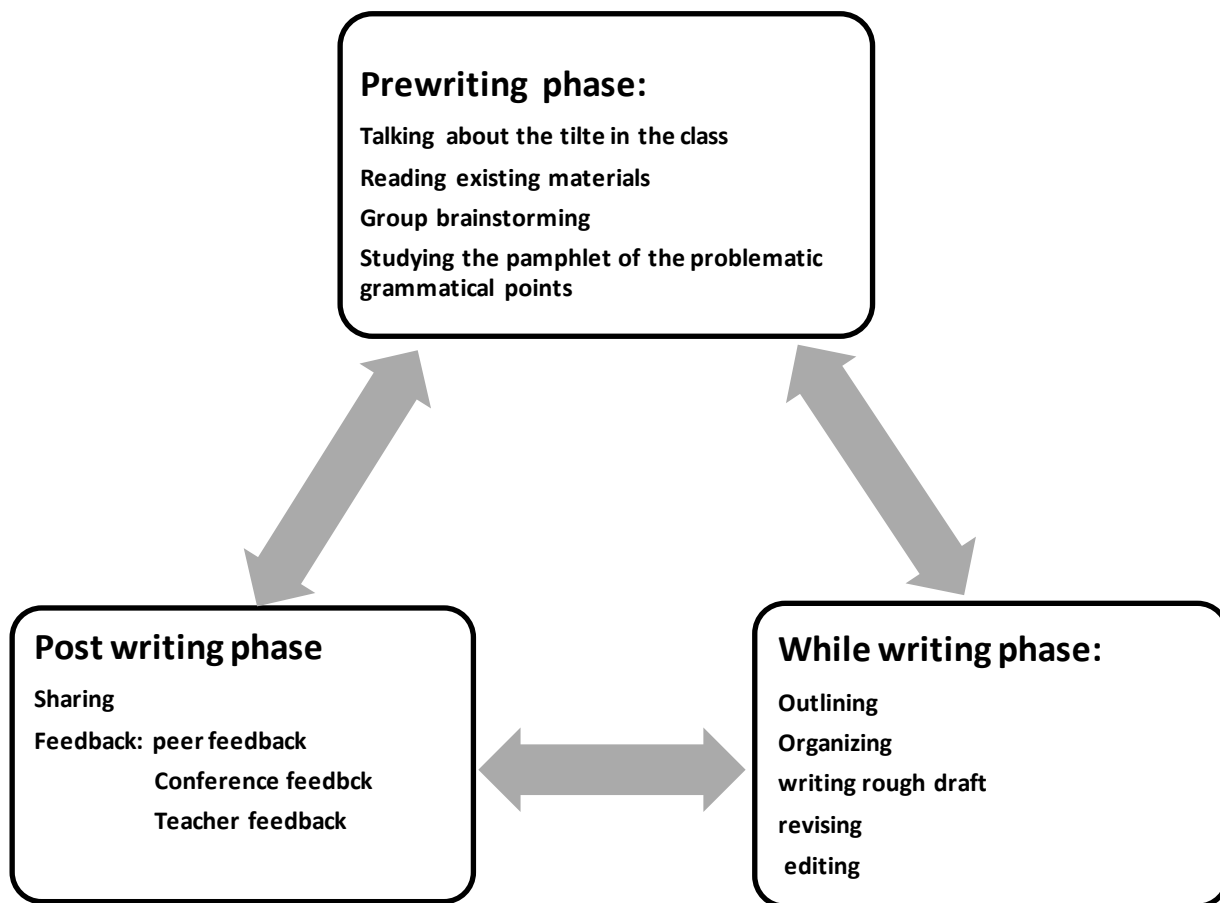 Prewriting phase:
Talking about the tilte in the class
Reading existing materials
Group brainstorming
Studying the pamphlet of the problematic
grammatical points
Post writing phase
Sharing
Feedback: peer feedback
Conference feedbck
Teacher feedback
While writing phase:
Outlining
Organizing
writing rough draft
revising
editing